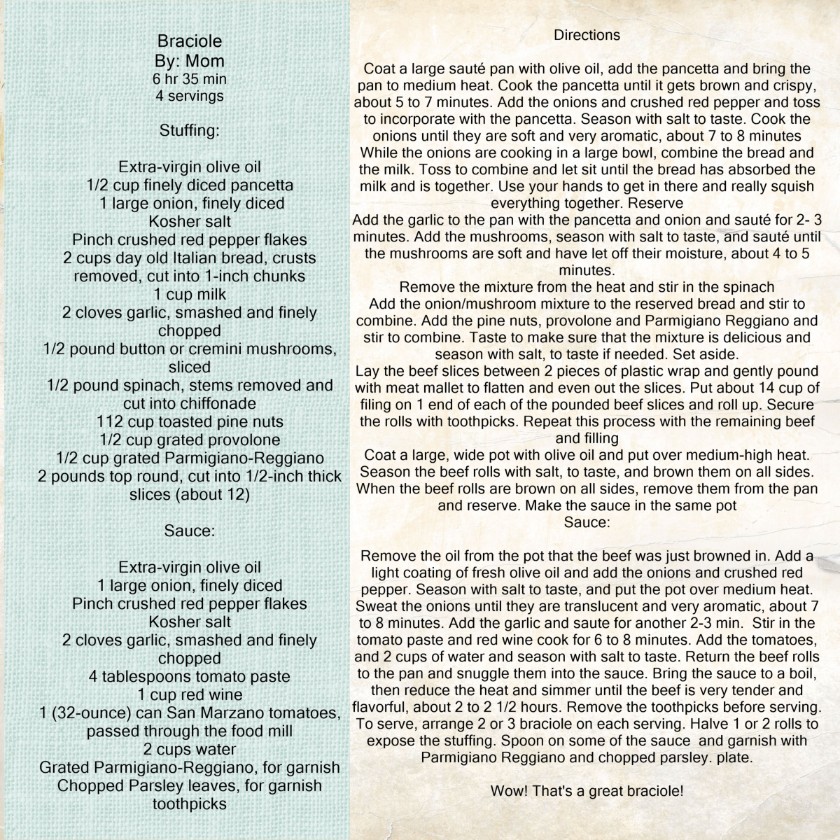 Braciole
By: Mom
6 hr 35 min
4 servings
Stuffing:
Extra-virgin olive oil
1/2 cup finely diced pancetta
1 large onion, finely diced
Kosher salt
Pinch crushed red pepper flakes
2 cups day old Italian bread, crusts
removed, cut into 1-inch chunks
1 cup milk
2 cloves garlic, smashed and finely
chopped
1/2 pound button or cremini mushrooms,
sliced
1/2 pound spinach, stems removed and
cut into chiffonade
112 cup toasted pine nuts
1/2 cup grated provolone
1/2 cup grated Parmigiano-Reggiano
2 pounds top round, cut into 1/2-inch thick
slices (about 12)
Sauce:
Extra-virgin olive oil
1 large onion, finely diced
Pinch crushed red pepper flakes
Kosher salt
2 cloves garlic, smashed and finely
chopped
4 tablespoons tomato paste
1 cup red wine
1 (32-ounce) can San Marzano tomatoes,
passed through the food mill
2 cups water
Grated Parmigiano-Reggiano, for garnish
Chopped Parsley leaves, for garnish
toothpicks
Directions
Coat a large sauté pan with olive oil, add the pancetta and bring the
pan to medium heat. Cook the pancetta until it gets brown and crispy,
about 5 to 7 minutes. Add the onions and crushed red pepper and toss
to incorporate with the pancetta. Season with salt to taste. Cook the
onions until they are soft and very aromatic, about 7 to 8 minutes
While the onions are cooking in a large bowl, combine the bread and
the milk. Toss to combine and let sit until the bread has absorbed the
milk and is together. Use your hands to get in there and really squish
everything together. Reserve
Add the garlic to the pan with the pancetta and onion and sauté for 2- 3
minutes. Add the mushrooms, season with salt to taste, and sauté until
the mushrooms are soft and have let off their moisture, about 4 to 5
minutes.
Remove the mixture from the heat and stir in the spinach
Add the onion/mushroom mixture to the reserved bread and stir to
combine. Add the pine nuts, provolone and Parmigiano Reggiano and
stir to combine. Taste to make sure that the mixture is delicious and
season with salt, to taste if needed. Set aside.
Lay the beef slices between 2 pieces of plastic wrap and gently pound
with meat mallet to flatten and even out the slices. Put about 14 cup of
filing on 1 end of each of the pounded beef slices and roll up. Secure
the rolls with toothpicks. Repeat this process with the remaining beef
and filling
Coat a large, wide pot with olive oil and put over medium-high heat.
Season the beef rolls with salt, to taste, and brown them on all sides.
When the beef rolls are brown on all sides, remove them from the pan
and reserve. Make the sauce in the same pot
Sauce:
Remove the oil from the pot that the beef was just browned in. Add a
light coating of fresh olive oil and add the onions and crushed red
pepper. Season with salt to taste, and put the pot over medium heat.
Sweat the onions until they are translucent and very aromatic, about 7
to 8 minutes. Add the garlic and saute for another 2-3 min. Stir in the
tomato paste and red wine cook for 6 to 8 minutes. Add the tomatoes,
and 2 cups of water and season with salt to taste. Return the beef rolls
to the pan and snuggle them into the sauce. Bring the sauce to a boil,
then reduce the heat and simmer until the beef is very tender and
flavorful, about 2 to 2 1/2 hours. Remove the toothpicks before serving.
To serve, arrange 2 or 3 braciole on each serving. Halve 1 or 2 rolls to
expose the stuffing. Spoon on some of the sauce and garnish with
Parmigiano Reggiano and chopped parsley. plate.
Wow! That's a great braciole!